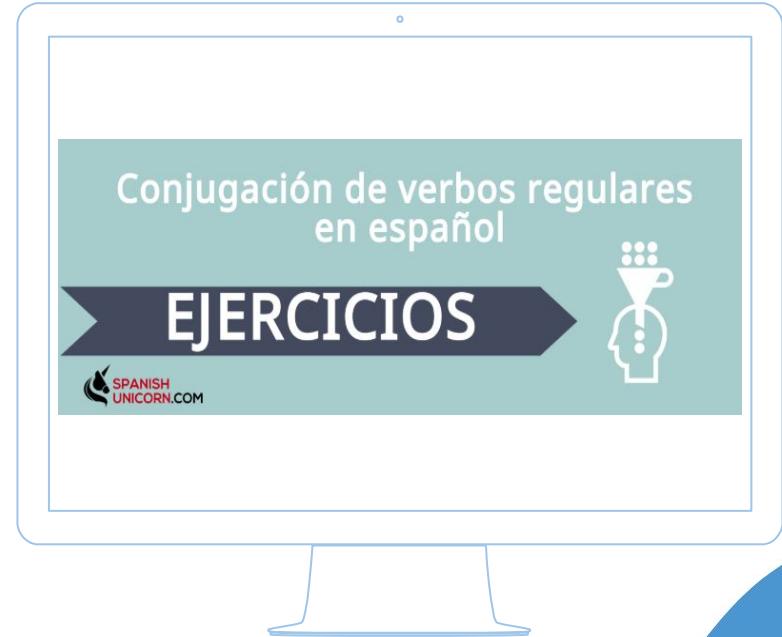 Conjugación de verbos regulares
en español
EJERCICIOS
SPANISH
UNICORN.COM